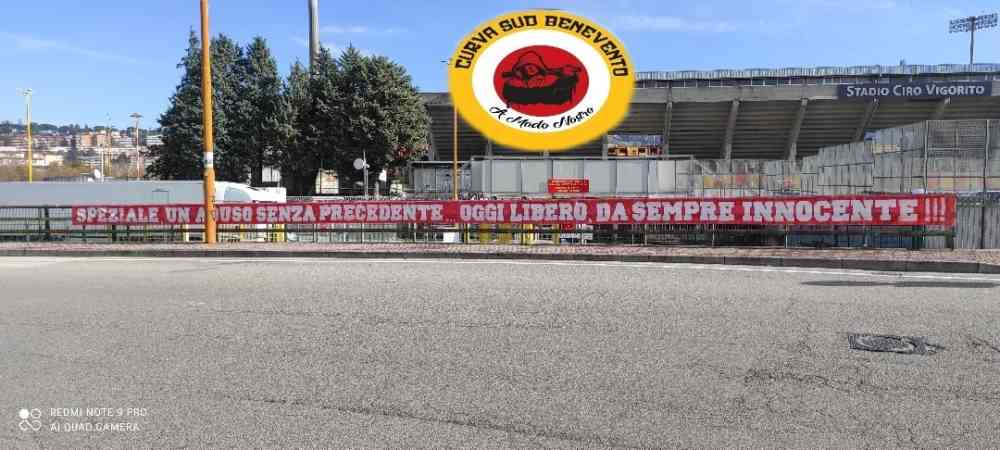 CURVA SUD BENEVENTO
A Modo Nostro
STADIO CIRO VIGORITO
SPEZIALE UN ABUSO SENZA PRECEDENTE OGGI LIBERO, DA SEMPRE INNOCENTE !!!
REDMI NOTE 9 PRO
AI QUAD CAMERA